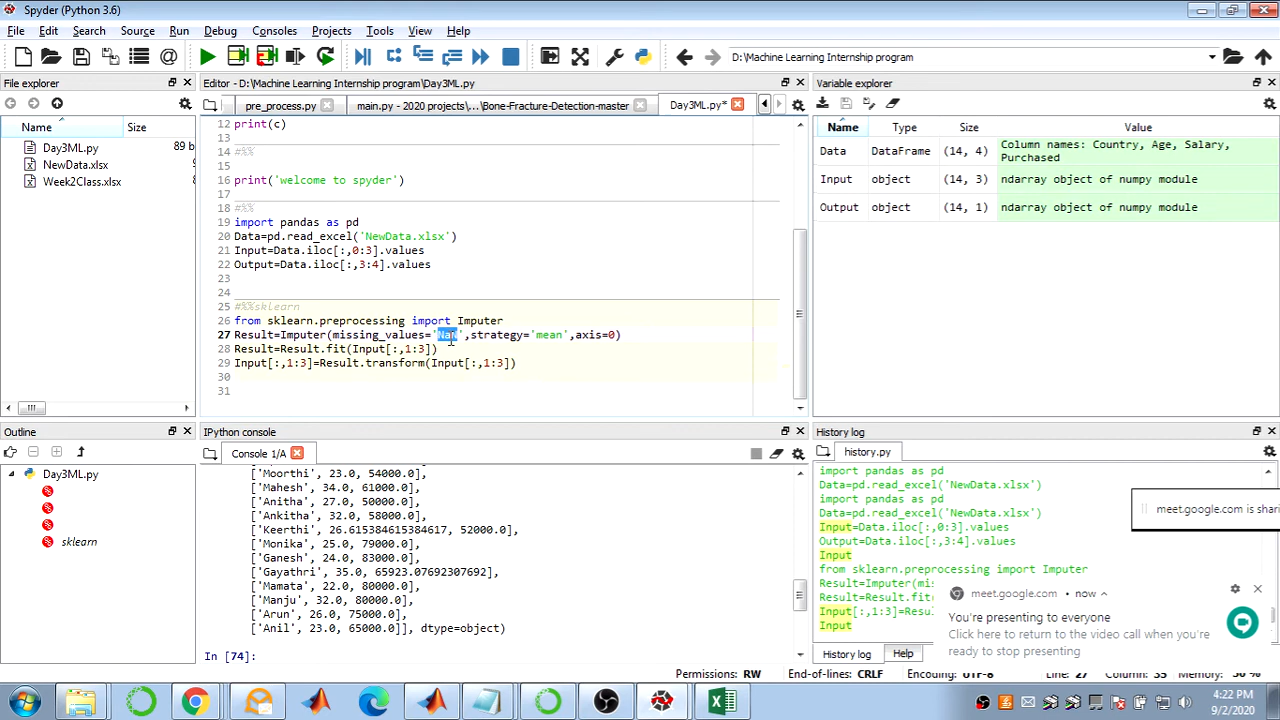 Spyder (Python 3.6)
File Edit Search Source Run Debug Consoles Projects Tools View Help
D:\Machine Learning Internship program
File explorer
Name Size
Day3ML.py 89 b
NewData.xlsx
Week2Class.xlsx
Editor - D:\Machine Learning Internship program\Day3ML.py
pre_process.py main.py - 2020 projects\...\Bone-Fracture-Detection-master Day3ML.py*
12 print(c)
13
14 #%%
15
16 print('welcome to spyder')
17
18 #%%
19 import pandas as pd
20 Data=pd.read_excel('NewData.xlsx')
21 Input=Data.iloc[:,0:3].values
22 Output=Data.iloc[:,3:4].values
23
24
25 #%%sklearn
26 from sklearn.preprocessing import Imputer
27 Result=Imputer(missing_values='NaN',strategy='mean',axis=0)
28 Result=Result.fit(Input[:,1:3])
29 Input[:,1:3]=Result.transform(Input[:,1:3])
30
31
Variable explorer
Name Type Size Value
Data DataFrame (14, 4) Column names: Country, Age, Salary,
Purchased
Input object (14, 3) ndarray object of numpy module
Output object (14, 1) ndarray object of numpy module
Outline
Day3ML.py
sklearn
IPython console
Console 1/A
['Moorthi', 23.0, 54000.0],
['Mahesh', 34.0, 61000.0],
['Anitha', 27.0, 50000.0],
['Ankitha', 32.0, 58000.0],
['Keerthi', 26.615384615384617, 52000.0],
['Monika', 25.0, 79000.0],
['Ganesh', 24.0, 83000.0],
['Gayathri', 35.0, 65923.07692307692],
['Mamata', 22.0, 80000.0],
['Manju', 32.0, 80000.0],
['Arun', 26.0, 75000.0],
['Anil', 23.0, 65000.0]], dtype=object)
In [74]:
History log
history.py
import pandas as pd
Data=pd.read_excel('NewData.xlsx')
import pandas as pd
Data=pd.read_excel('NewData.xlsx')
Input=Data.iloc[:,0:3].values
Output=Data.iloc[:,3:4].values
Input
from sklearn.preprocessing import Imputer
Result=Imputer(mis
Result=Result.fit(
Input[:,1:3]=Resu
Input
meet.google.com is shari
meet.google.com • now
You're presenting to everyone
Click here to return to the video call when you're
ready to stop presenting
History log Help
Permissions: RW End-of-lines: CRLF Encoding: UTF-8 Line: 27 Column: 35 Memory: 56 %
4:22 PM
9/2/2020